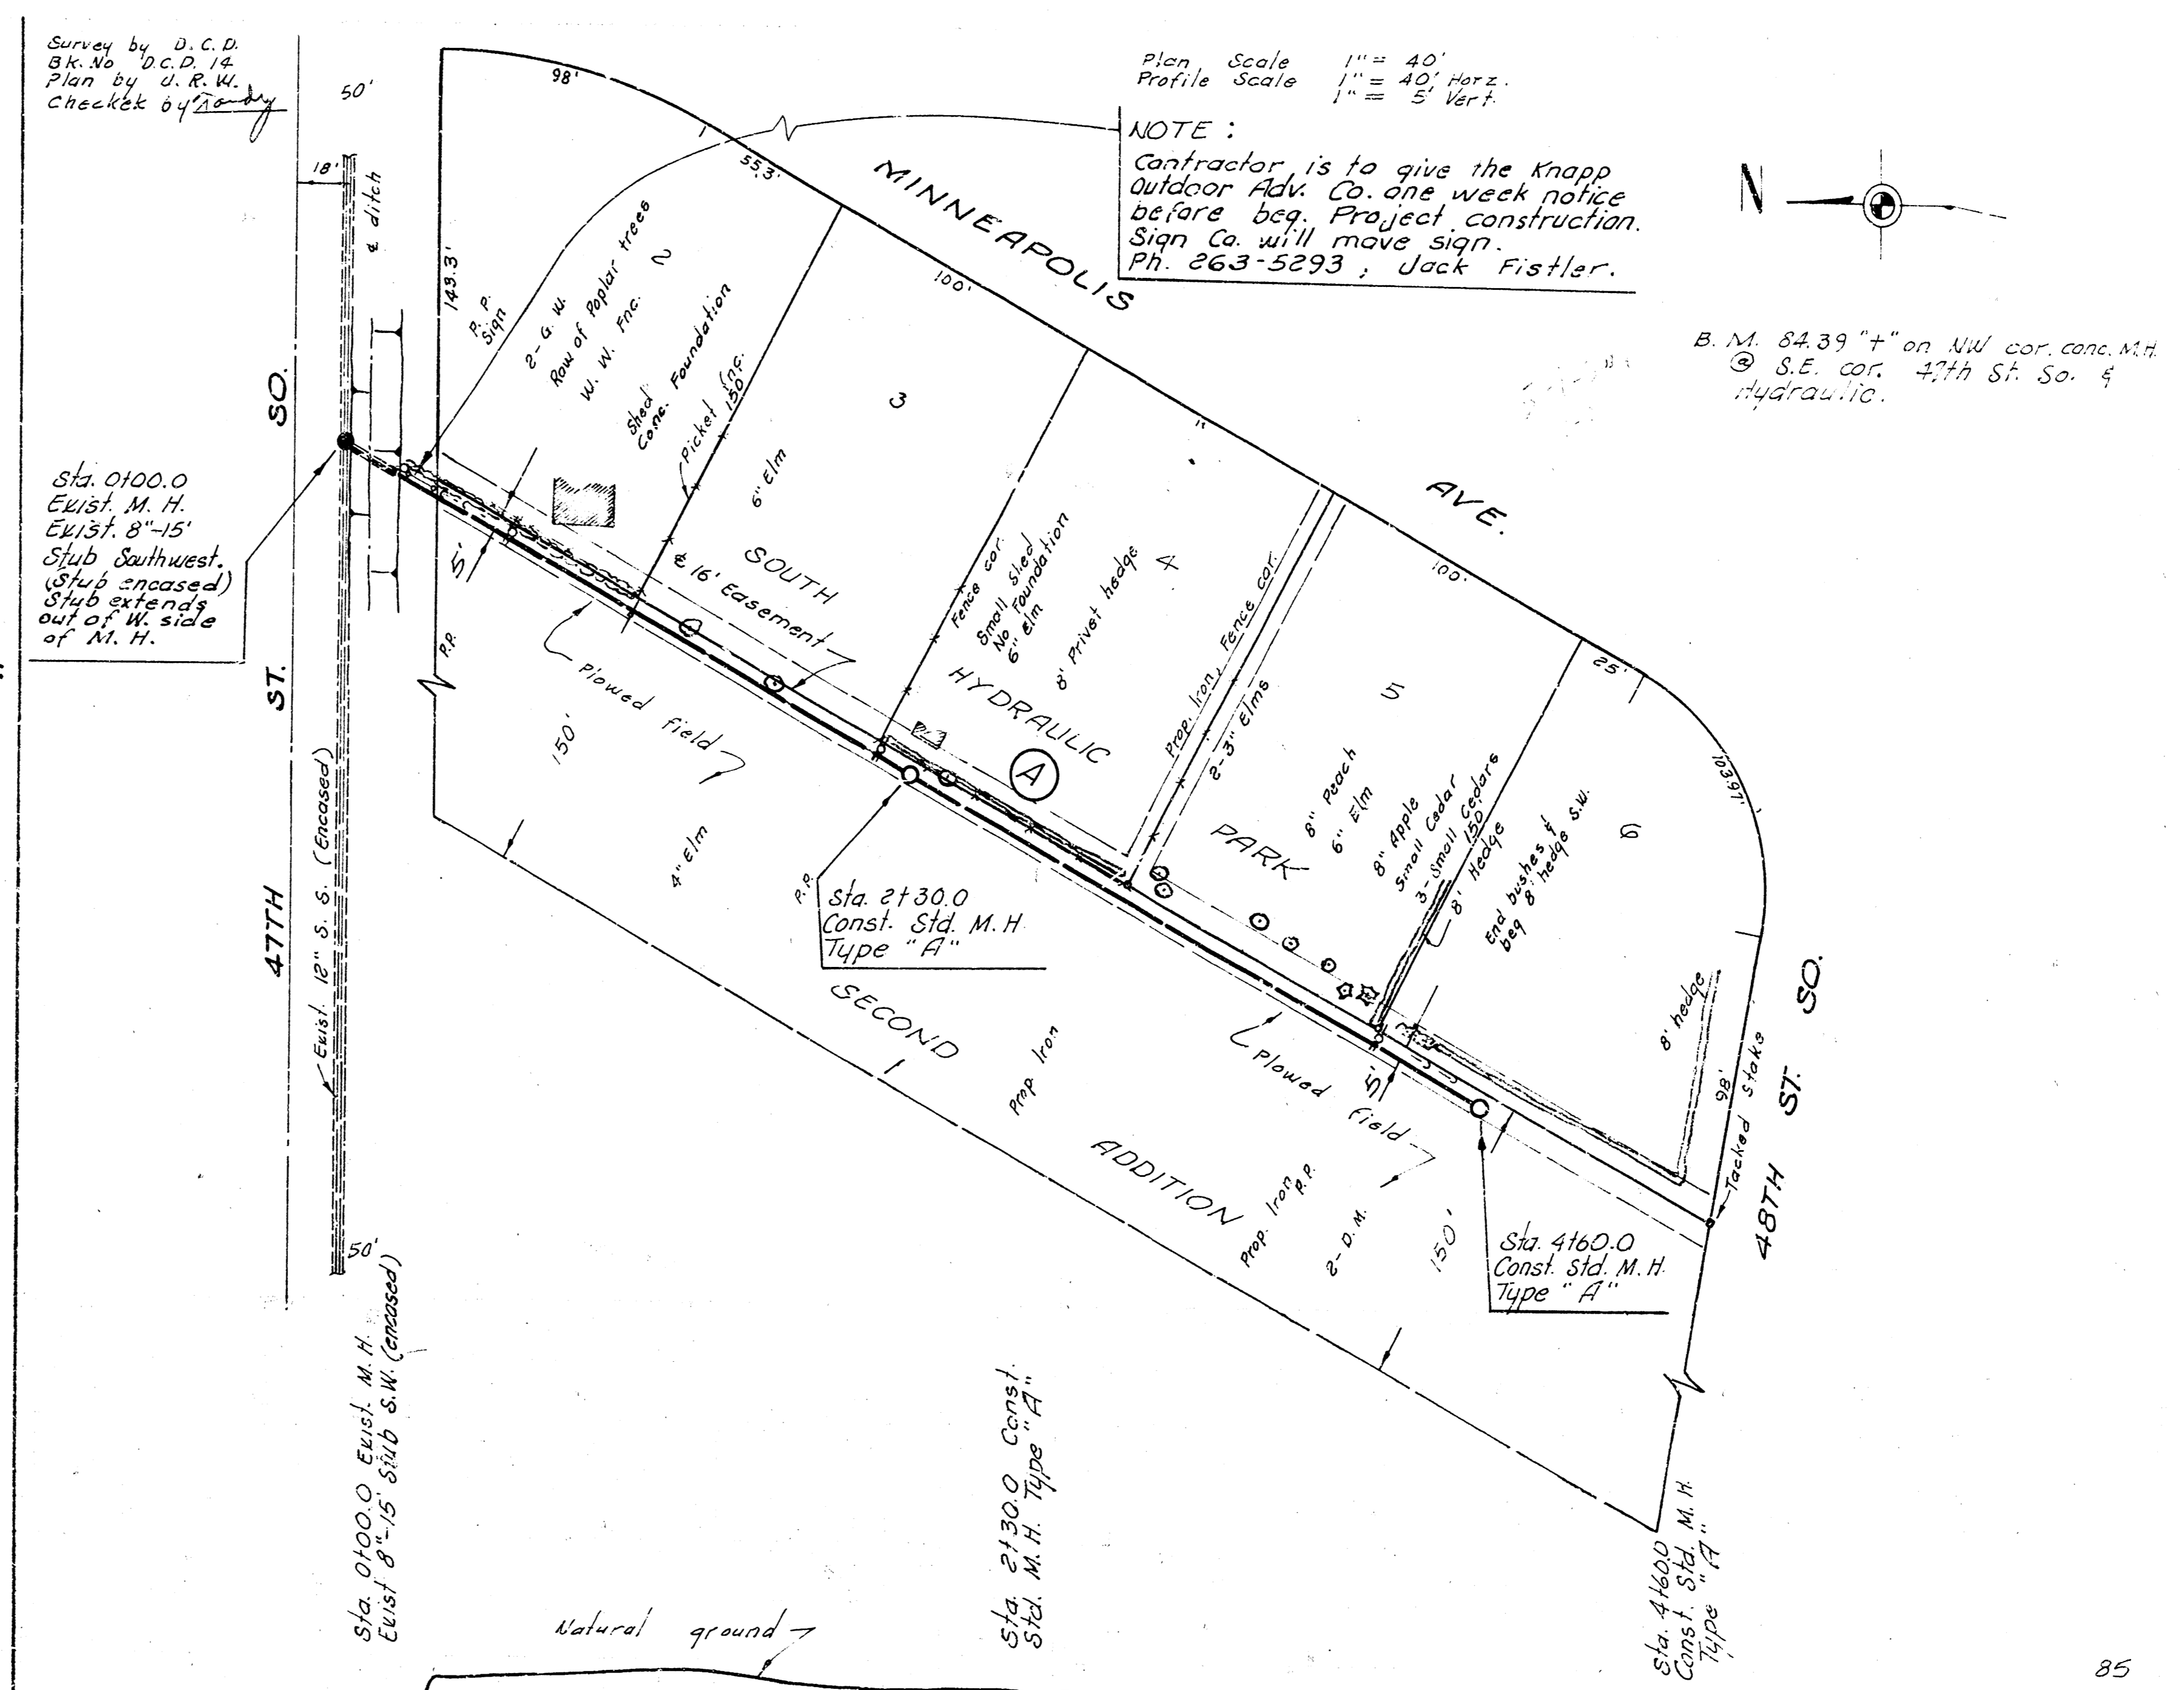 Survey by D.C.D.
Bk. No D.C.D. 14
Plan by J.R.W.
Checkek by
Plan Scale 1" = 40'
Profile Scale 1" = 40' Horz.
1" = 5' Vert.
NOTE :
Contractor is to give the Knapp
Outdoor Adv. Co. one week notice
before beg. Project construction.
Sign Co. will move sign.
Ph. 263-5293 ; Jack Fistler.
N
B. M. 84.39 "+" on NW cor. conc. M.H.
@ S.E. cor. 47th St. So. &
Hydraulic.
50'
18'
℄ ditch
98'
55.3'
143.3'
MINNEAPOLIS
AVE.
100'
"
100'
25'
103.97'
98'
P.P.
Sign
2 - G. W.
Row of Poplar trees
W. W. Fnc.
2
Shed
Conc. Foundation
Picket Fnc.
150'
3
6" Elm
SOUTH
℄ 16' Easement
Fence cor.
Small Shed
No Foundation
6" Elm
8' Privet hedge
4
HYDRAULIC
A
Prop. Iron, Fence cor.
2-3" Elms
5
PARK
8" Peach
6" Elm
8" Apple
Small Cedar
3-Small Cedars
150'
8' Hedge
End bushes &
beg 8' hedge S.W.
6
8' hedge
Tacked Stake
47TH ST. SO.
48TH ST. SO.
Sta. 0+00.0
Exist. M. H.
Exist. 8"-15'
Stub Southwest.
(Stub encased)
Stub extends
out of W. side
of M. H.
5'
P.P.
Plowed field
150'
4" Elm
P.P.
Sta. 2+30.0
Const. Std. M. H.
Type "A"
SECOND
Prop. Iron
Plowed field
5'
ADDITION
Prop. Iron
P.P.
2 - D. M.
150'
Sta. 4+60.0
Const. Std. M. H.
Type "A"
Exist. 12" S. S. (Encased)
50'
Sta. 0+00.0 Exist. M. H.
Exist 8"-15' Stub S.W. (encased)
Sta. 2+30.0 Const.
Std. M. H. Type "A"
Sta. 4+60.0
Const. Std. M. H.
Type "A"
Natural ground
85